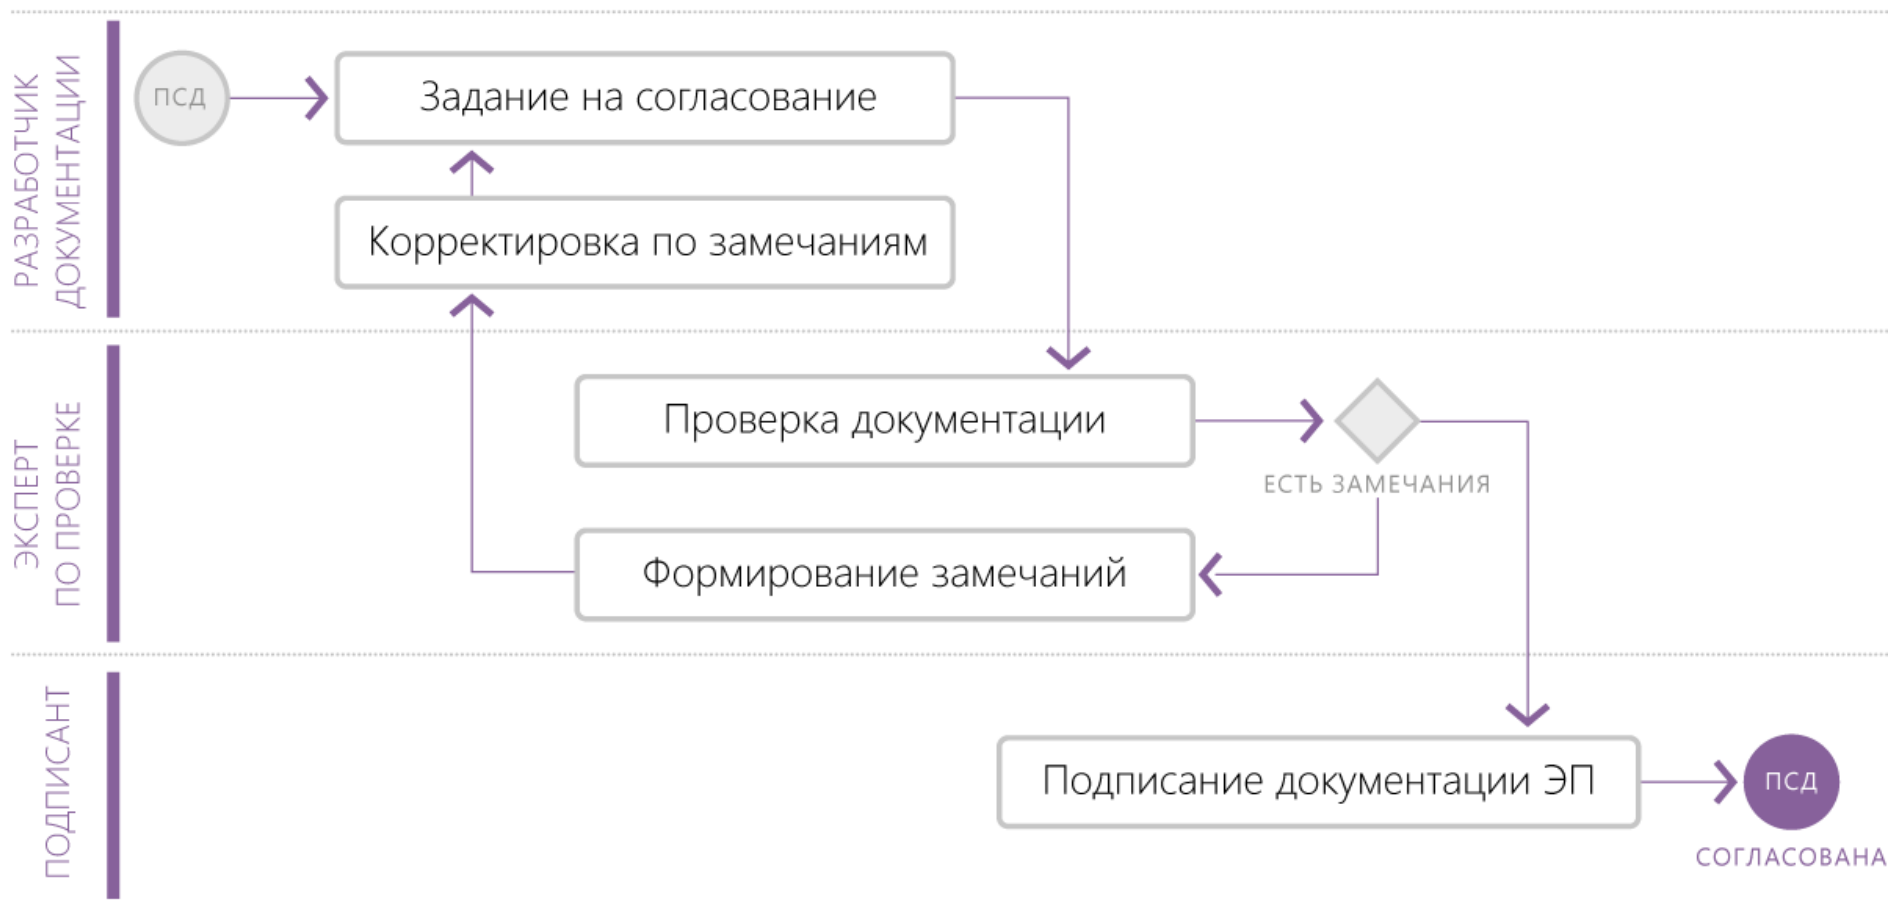 РАЗРАБОТЧИК
ДОКУМЕНТАЦИИ
ПСД
Задание на согласование
Корректировка по замечаниям
ЭКСПЕРТ
ПО ПРОВЕРКЕ
Проверка документации
ЕСТЬ ЗАМЕЧАНИЯ
Формирование замечаний
ПОДПИСАНТ
Подписание документации ЭП
ПСД
СОГЛАСОВАНА